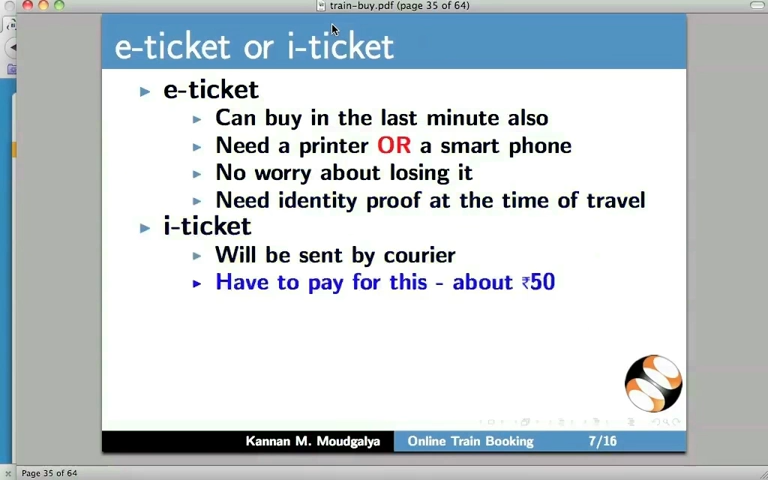 train-buy.pdf (page 35 of 64)
e-ticket or i-ticket
e-ticket
Can buy in the last minute also
Need a printer OR a smart phone
No worry about losing it
Need identity proof at the time of travel
i-ticket
Will be sent by courier
Have to pay for this - about ₹50
Kannan M. Moudgalya Online Train Booking 7/16
Page 35 of 64